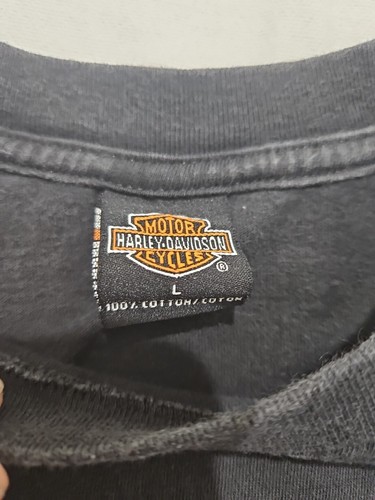 MOTOR
HARLEY-DAVIDSON
CYCLES
®
L
100% COTTON/COTON